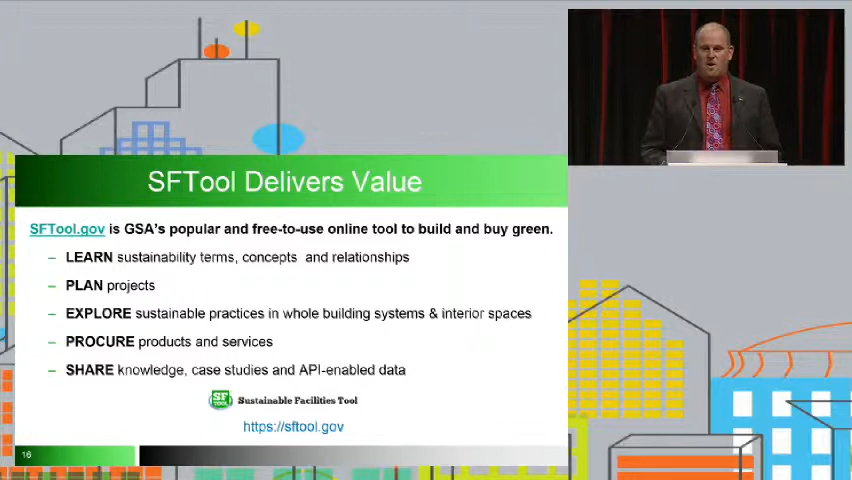 SFTool Delivers Value
SFTool.gov is GSA's popular and free-to-use online tool to build and buy green.
– LEARN sustainability terms, concepts and relationships
– PLAN projects
– EXPLORE sustainable practices in whole building systems & interior spaces
– PROCURE products and services
– SHARE knowledge, case studies and API-enabled data
SF
TOOL
Sustainable Facilities Tool
https://sftool.gov
16